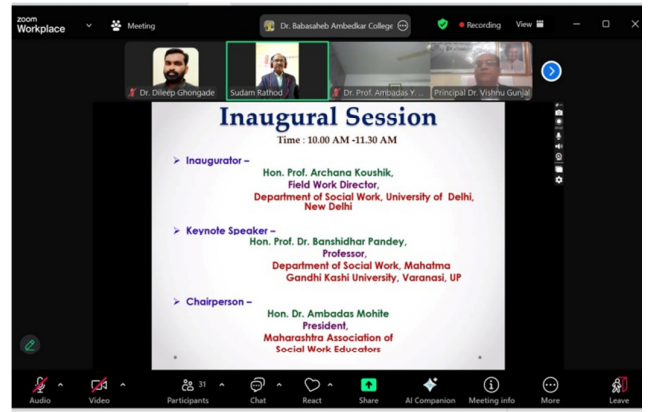 zoom
Workplace
Meeting
Dr. Babasaheb Ambedkar College
Recording
View
Dr. Dileep Ghongade
Sudam Rathod
Dr. Prof. Ambadas Y...
Principal Dr. Vishnu Gunjal
Inaugural Session
Time : 10.00 AM -11.30 AM
➢ Inaugurator –
Hon. Prof. Archana Koushik,
Field Work Director,
Department of Social Work, University of Delhi,
New Delhi
➢ Keynote Speaker –
Hon. Prof. Dr. Banshidhar Pandey,
Professor,
Department of Social Work, Mahatma
Gandhi Kashi University, Varanasi, UP
➢ Chairperson –
Hon. Dr. Ambadas Mohite
President,
Maharashtra Association of
Social Work Educators
31
Audio
Video
Participants
Chat
React
Share
AI Companion
Meeting info
More
Leave